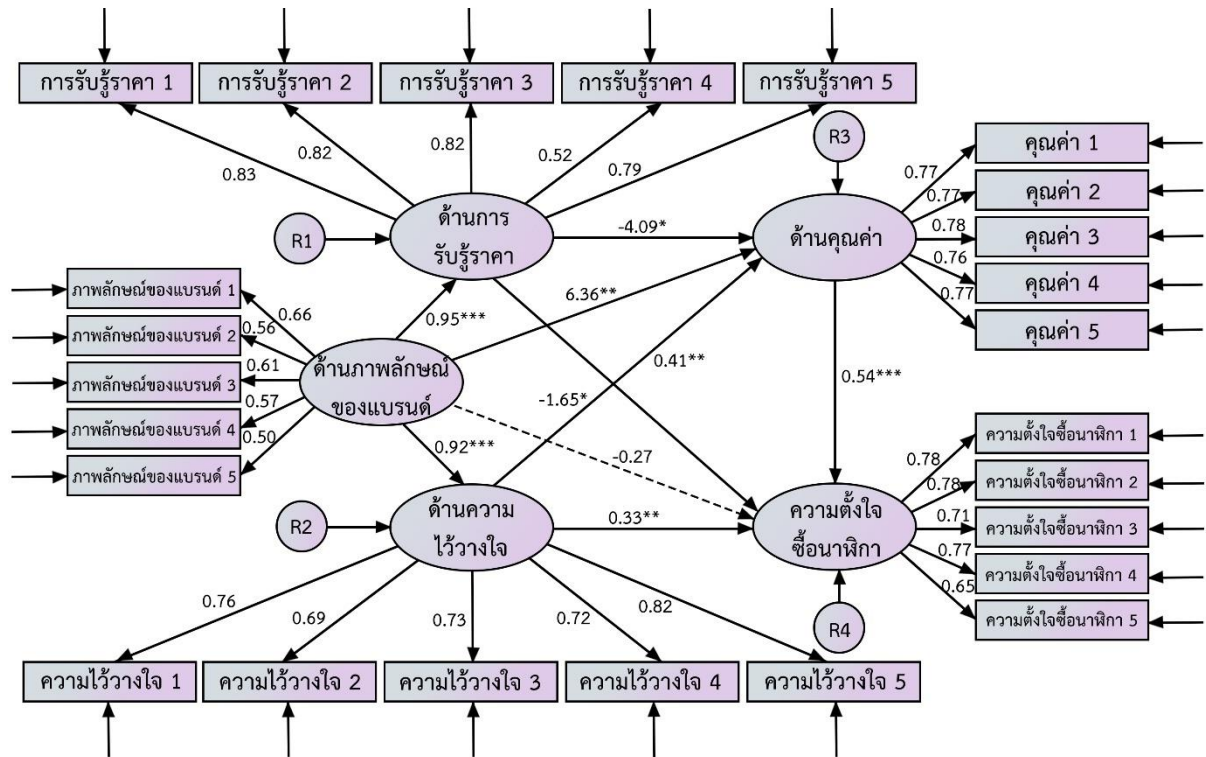 การรับรู้ราคา 1
การรับรู้ราคา 2
การรับรู้ราคา 3
การรับรู้ราคา 4
การรับรู้ราคา 5
0.83
0.82
0.82
0.52
0.79
R3
คุณค่า 1
คุณค่า 2
คุณค่า 3
คุณค่า 4
คุณค่า 5
0.77
0.77
0.78
0.76
0.77
R1
ด้านการ
รับรู้ราคา
-4.09*
ด้านคุณค่า
ภาพลักษณ์ของแบรนด์ 1
ภาพลักษณ์ของแบรนด์ 2
ภาพลักษณ์ของแบรนด์ 3
ภาพลักษณ์ของแบรนด์ 4
ภาพลักษณ์ของแบรนด์ 5
0.66
0.56
0.61
0.57
0.50
0.95***
6.36**
ด้านภาพลักษณ์
ของแบรนด์
0.41**
-1.65*
0.54***
0.92***
-0.27
R2
ด้านความ
ไว้วางใจ
0.33**
ความตั้งใจ
ซื้อนาฬิกา
ความตั้งใจซื้อนาฬิกา 1
ความตั้งใจซื้อนาฬิกา 2
ความตั้งใจซื้อนาฬิกา 3
ความตั้งใจซื้อนาฬิกา 4
ความตั้งใจซื้อนาฬิกา 5
0.78
0.78
0.71
0.77
0.65
R4
0.76
0.69
0.73
0.72
0.82
ความไว้วางใจ 1
ความไว้วางใจ 2
ความไว้วางใจ 3
ความไว้วางใจ 4
ความไว้วางใจ 5